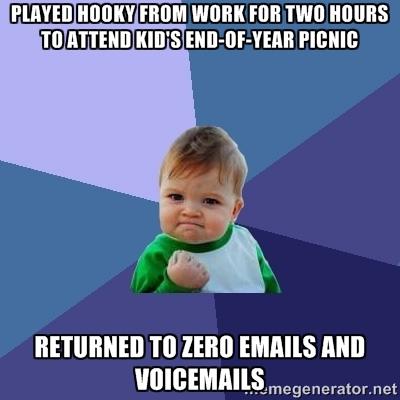 PLAYED HOOKY FROM WORK FOR TWO HOURS
TO ATTEND KID'S END-OF-YEAR PICNIC
RETURNED TO ZERO EMAILS AND
VOICEMAILS
memegenerator.net